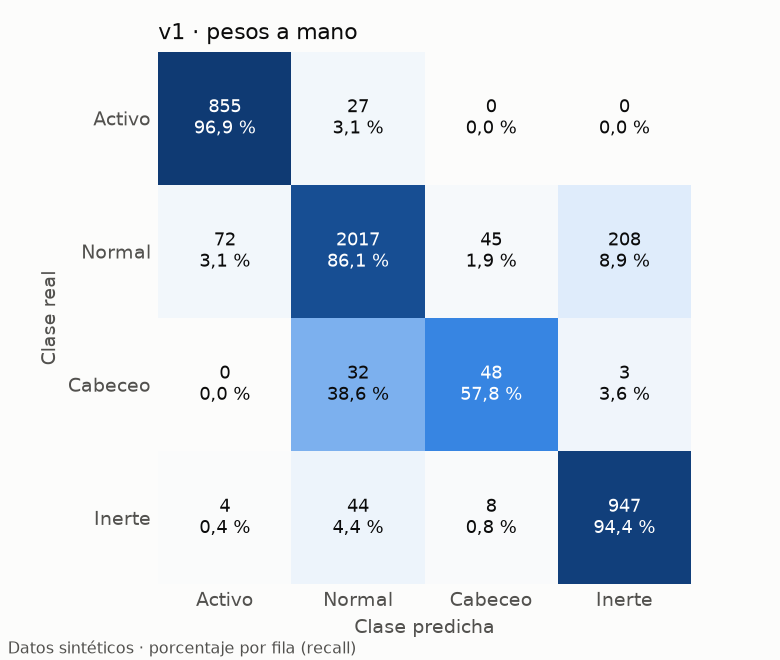 v1 · pesos a mano
Clase real
Activo
855
27
0
0
96,9 %
3,1 %
0,0 %
0,0 %
Normal
72
2017
45
208
3,1 %
86,1 %
1,9 %
8,9 %
Cabeceo
0
32
48
3
0,0 %
38,6 %
57,8 %
3,6 %
Inerte
4
44
8
947
0,4 %
4,4 %
0,8 %
94,4 %
Activo
Normal
Cabeceo
Inerte
Clase predicha
Datos sintéticos · porcentaje por fila (recall)